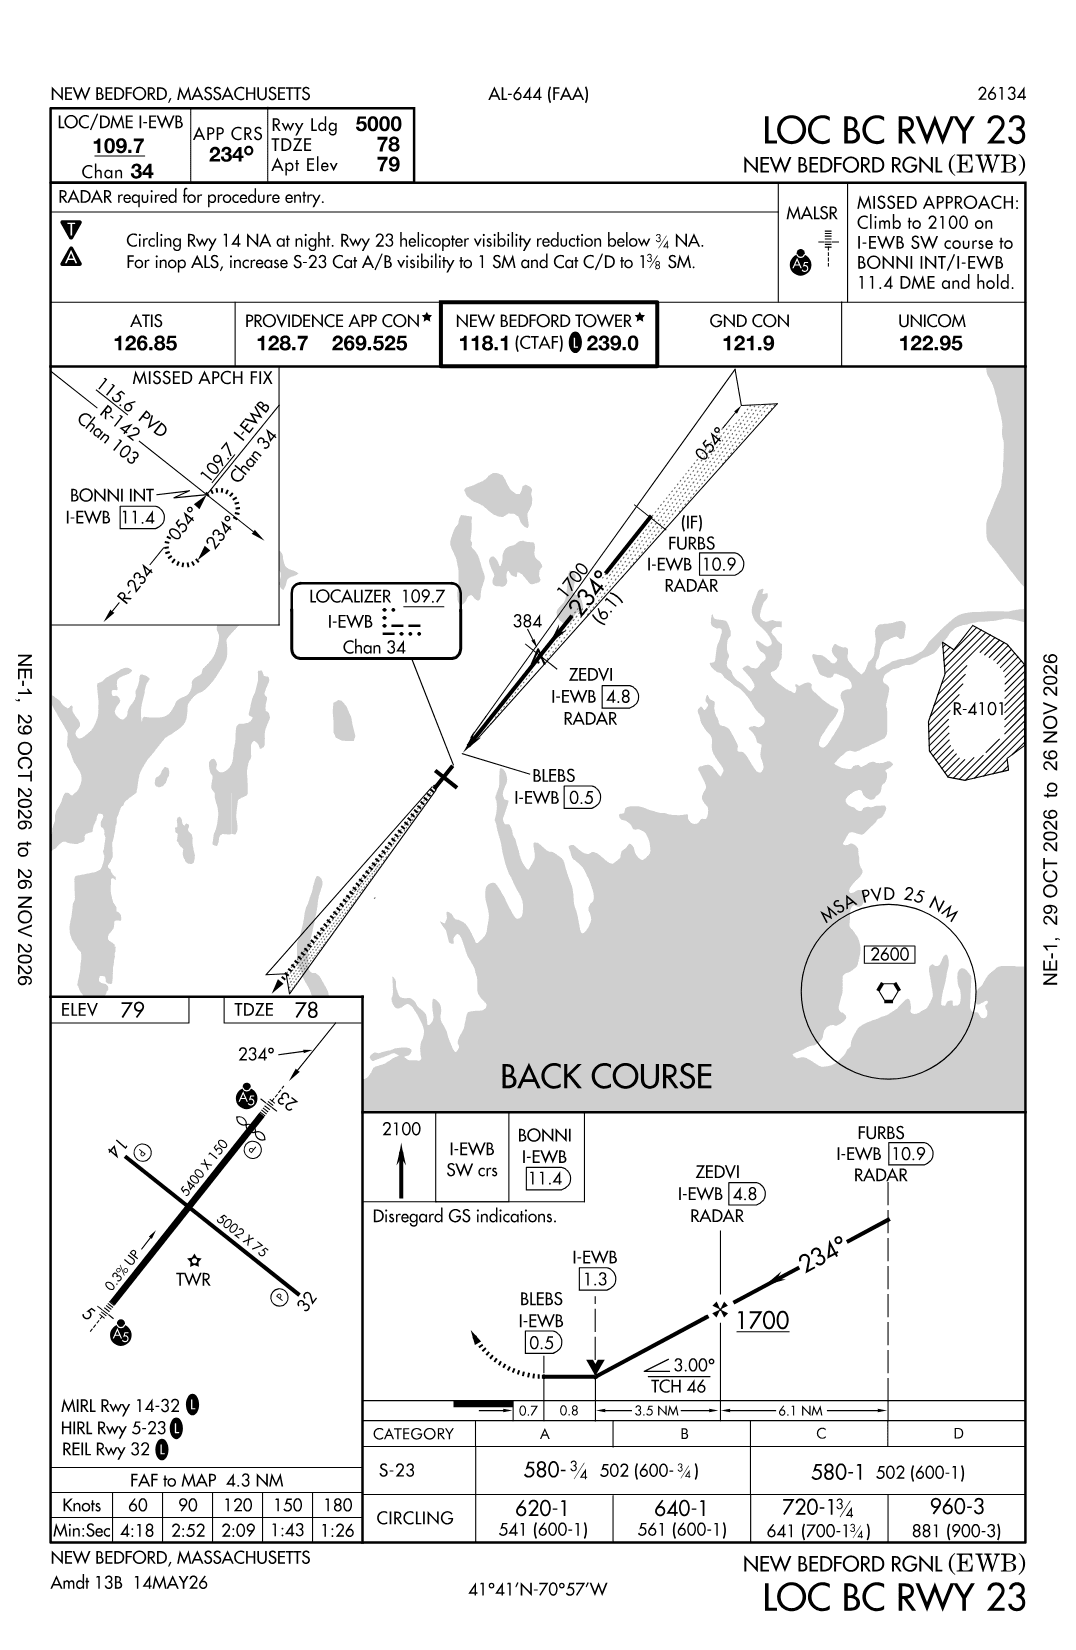 NEW BEDFORD, MASSACHUSETTS
AL-644 (FAA)
26134
LOC/DME I-EWB
109.7
Chan 34
APP CRS
234°
Rwy Ldg 5000
TDZE 78
Apt Elev 79
LOC BC RWY 23
NEW BEDFORD RGNL (EWB)
RADAR required for procedure entry.
T
A
Circling Rwy 14 NA at night. Rwy 23 helicopter visibility reduction below ¾ NA.
For inop ALS, increase S-23 Cat A/B visibility to 1 SM and Cat C/D to 1⅜ SM.
MALSR
A5
MISSED APPROACH:
Climb to 2100 on
I-EWB SW course to
BONNI INT/I-EWB
11.4 DME and hold.
ATIS
126.85
PROVIDENCE APP CON★
128.7 269.525
NEW BEDFORD TOWER★
118.1 (CTAF) L 239.0
GND CON
121.9
UNICOM
122.95
MISSED APCH FIX
115.6 PVD
R-142
Chan 103
109.7 I-EWB
Chan 34
BONNI INT
I-EWB 11.4
054°
234°
R-234
054°
(IF)
FURBS
I-EWB 10.9
RADAR
1700
234°
(6.1)
LOCALIZER 109.7
I-EWB
Chan 34
384
ZEDVI
I-EWB 4.8
RADAR
R-4101
BLEBS
I-EWB 0.5
MSA PVD 25 NM
2600
BACK COURSE
NE-1, 29 OCT 2026 to 26 NOV 2026
NE-1, 29 OCT 2026 to 26 NOV 2026
ELEV 79
TDZE 78
234°
A5
23
14
P
P
5400 X 150
5002 X 75
0.3% UP
TWR
P
32
5
A5
MIRL Rwy 14-32 L
HIRL Rwy 5-23 L
REIL Rwy 32 L
FAF to MAP 4.3 NM
Knots 60 90 120 150 180
Min:Sec 4:18 2:52 2:09 1:43 1:26
2100
I-EWB
SW crs
BONNI
I-EWB
11.4
Disregard GS indications.
FURBS
I-EWB 10.9
RADAR
ZEDVI
I-EWB 4.8
RADAR
I-EWB
1.3
BLEBS
I-EWB
0.5
234°
1700
3.00°
TCH 46
0.7 0.8 3.5 NM 6.1 NM
CATEGORY A B C D
S-23 580-¾ 502 (600-¾) 580-1 502 (600-1)
CIRCLING
620-1
541 (600-1)
640-1
561 (600-1)
720-1¾
641 (700-1¾)
960-3
881 (900-3)
NEW BEDFORD, MASSACHUSETTS
Amdt 13B 14MAY26
41°41'N-70°57'W
NEW BEDFORD RGNL (EWB)
LOC BC RWY 23